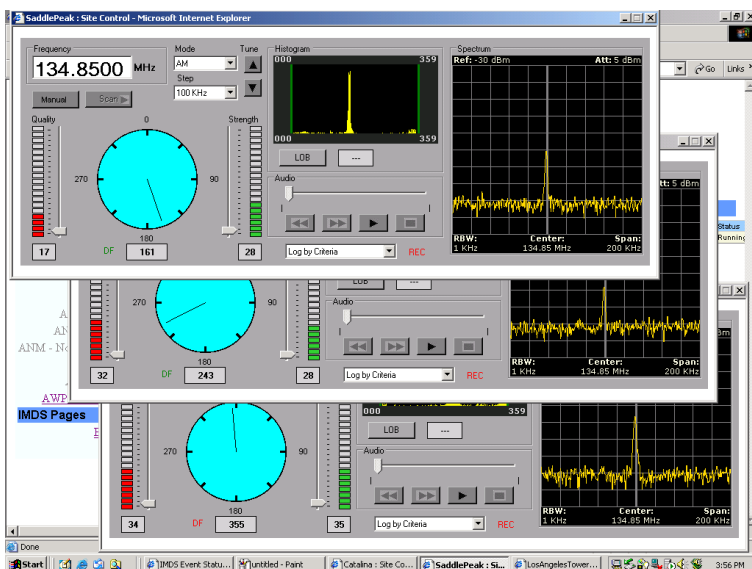 SaddlePeak : Site Control - Microsoft Internet Explorer
Frequency
134.8500 MHz
Mode
AM
Tune
Step
100 KHz
Manual
Scan
Quality
Strength
0
270
90
180
17
DF
161
28
Histogram
000
359
000
359
LOB
---
Audio
Log by Criteria
REC
Spectrum
Ref: -30 dBm
Att: 5 dBm
RBW:
Center:
Span:
1 KHz
134.85 MHz
200 KHz
Go
Links
Status
Running
Att: 5 dBm
270
90
180
32
DF
243
28
LOB
---
Audio
Log by Criteria
REC
RBW:
Center:
Span:
1 KHz
134.85 MHz
200 KHz
ANM - N
AWP
IMDS Pages
270
90
180
34
DF
355
35
000
359
LOB
---
Audio
Log by Criteria
REC
RBW:
Center:
Span:
1 KHz
134.85 MHz
200 KHz
Done
Start
IMDS Event Statu...
untitled - Paint
Catalina : Site Co...
SaddlePeak : Si...
LosAngelesTower...
3:56 PM